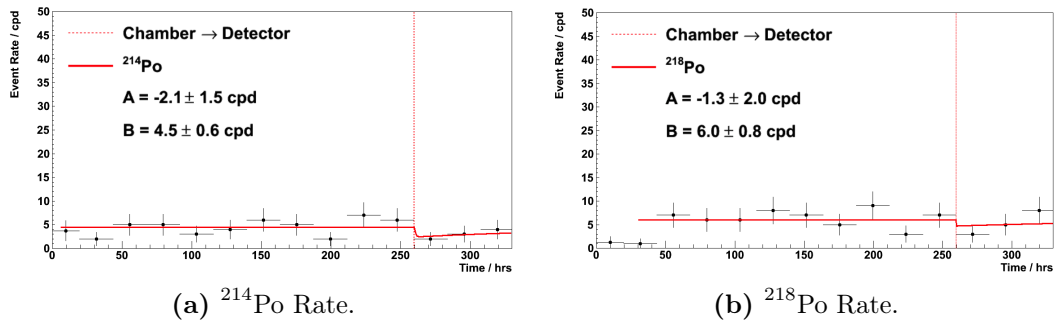 Event Rate / cpd
50
45
40
35
30
25
20
15
10
5
0
Chamber → Detector
²¹⁴Po
A = -2.1 ± 1.5 cpd
B = 4.5 ± 0.6 cpd
0 50 100 150 200 250 300
Time / hrs
(a) ²¹⁴Po Rate.
Event Rate / cpd
50
45
40
35
30
25
20
15
10
5
0
Chamber → Detector
²¹⁸Po
A = -1.3 ± 2.0 cpd
B = 6.0 ± 0.8 cpd
0 50 100 150 200 250 300
Time / hrs
(b) ²¹⁸Po Rate.